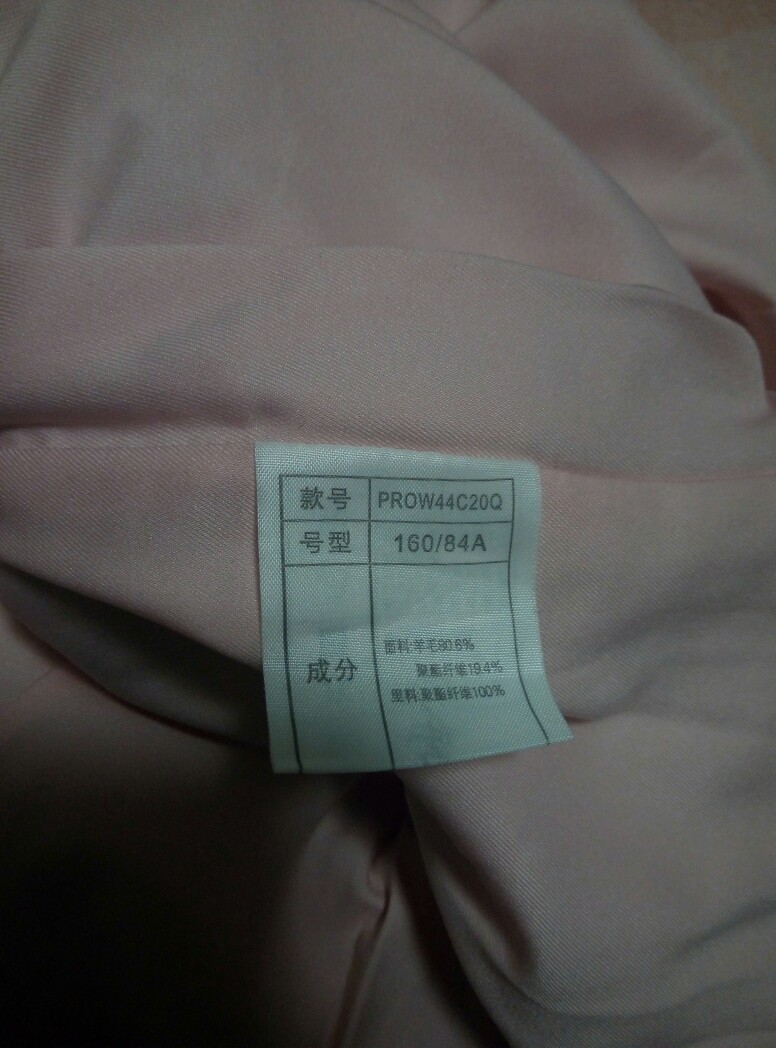 款号 PROW44C20Q
号型 160/84A
成分
面料:羊毛80.6%
聚酯纤维19.4%
里料:聚酯纤维100%